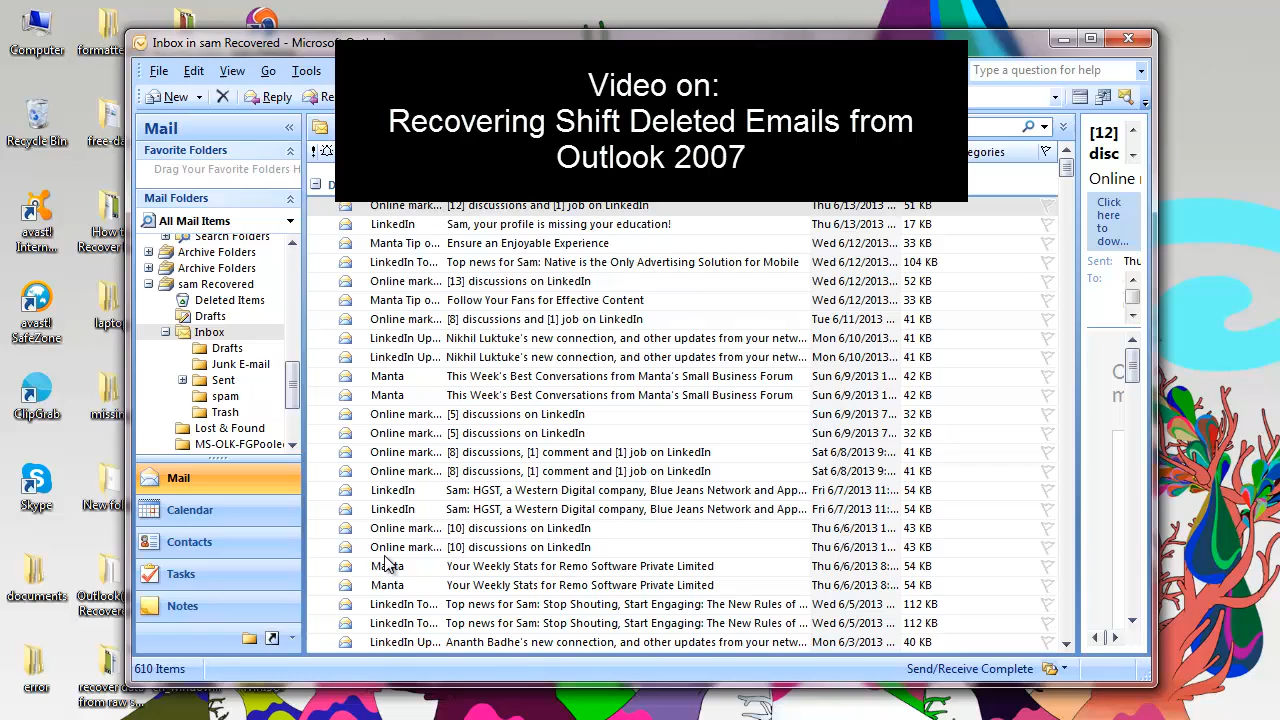 Computer
formatte
Recycle Bin
free-da
avast!
Intern...
How t
Recover
avast!
SafeZone
laptop
ClipGrab
missin
Skype
New fol
documents
Outlook
Recove
error
recover data
from raw s...
Inbox in sam Recovered - Microsoft Outlook
Video on:
Recovering Shift Deleted Emails from
Outlook 2007
File Edit View Go Tools
Type a question for help
New
Reply
Re
Mail
Favorite Folders
Drag Your Favorite Folders H
Mail Folders
All Mail Items
Search Folders
Archive Folders
Archive Folders
sam Recovered
Deleted Items
Drafts
Inbox
Drafts
Junk E-mail
Sent
spam
Trash
Lost & Found
MS-OLK-FGPoole
Mail
Calendar
Contacts
Tasks
Notes
610 Items
Send/Receive Complete
egories
D
Online mark... [12] discussions and [1] job on LinkedIn Thu 6/13/2013 ... 51 KB
LinkedIn Sam, your profile is missing your education! Thu 6/13/2013 ... 17 KB
Manta Tip o... Ensure an Enjoyable Experience Wed 6/12/2013... 33 KB
LinkedIn To... Top news for Sam: Native is the Only Advertising Solution for Mobile Wed 6/12/2013... 104 KB
Online mark... [13] discussions on LinkedIn Wed 6/12/2013... 52 KB
Manta Tip o... Follow Your Fans for Effective Content Wed 6/12/2013... 33 KB
Online mark... [8] discussions and [1] job on LinkedIn Tue 6/11/2013 ... 41 KB
LinkedIn Up... Nikhil Luktuke's new connection, and other updates from your netw... Mon 6/10/2013... 41 KB
LinkedIn Up... Nikhil Luktuke's new connection, and other updates from your netw... Mon 6/10/2013... 41 KB
Manta This Week's Best Conversations from Manta's Small Business Forum Sun 6/9/2013 1... 42 KB
Manta This Week's Best Conversations from Manta's Small Business Forum Sun 6/9/2013 1... 42 KB
Online mark... [5] discussions on LinkedIn Sun 6/9/2013 7... 32 KB
Online mark... [5] discussions on LinkedIn Sun 6/9/2013 7... 32 KB
Online mark... [8] discussions, [1] comment and [1] job on LinkedIn Sat 6/8/2013 9:... 41 KB
Online mark... [8] discussions, [1] comment and [1] job on LinkedIn Sat 6/8/2013 9:... 41 KB
LinkedIn Sam: HGST, a Western Digital company, Blue Jeans Network and App... Fri 6/7/2013 11:... 54 KB
LinkedIn Sam: HGST, a Western Digital company, Blue Jeans Network and App... Fri 6/7/2013 11:... 54 KB
Online mark... [10] discussions on LinkedIn Thu 6/6/2013 1... 43 KB
Online mark... [10] discussions on LinkedIn Thu 6/6/2013 1... 43 KB
Manta Your Weekly Stats for Remo Software Private Limited Thu 6/6/2013 8:... 54 KB
Manta Your Weekly Stats for Remo Software Private Limited Thu 6/6/2013 8:... 54 KB
LinkedIn To... Top news for Sam: Stop Shouting, Start Engaging: The New Rules of ... Wed 6/5/2013 ... 112 KB
LinkedIn To... Top news for Sam: Stop Shouting, Start Engaging: The New Rules of ... Wed 6/5/2013 ... 112 KB
LinkedIn Up... Ananth Badhe's new connection, and other updates from your netw... Mon 6/3/2013 ... 40 KB
[12]
disc
Online
Click
here
to
dow...
Sent: Thu
To: